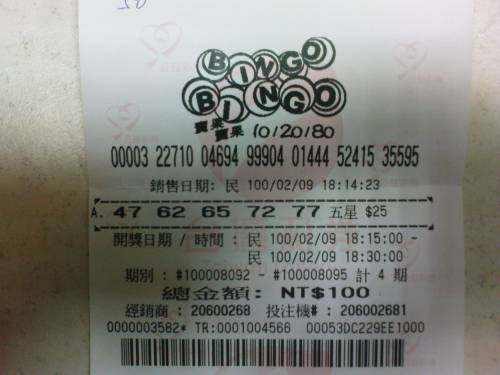 BINGO
BINGO
賓果
賓果 10/20/80
00003 22710 04694 99904 01444 52415 35595
銷售日期: 民 100/02/09 18:14:23
A. 47 62 65 72 77 五星 $25
開獎日期 / 時間 : 民 100/02/09 18:15:00 -
民 100/02/09 18:30:00
期別 : #100008092 - #100008095 計 4 期
總金額: NT$100
經銷商 : 20600268 投注機# : 206002681
0000003582* TR:0001004566 00053DC229EE1000